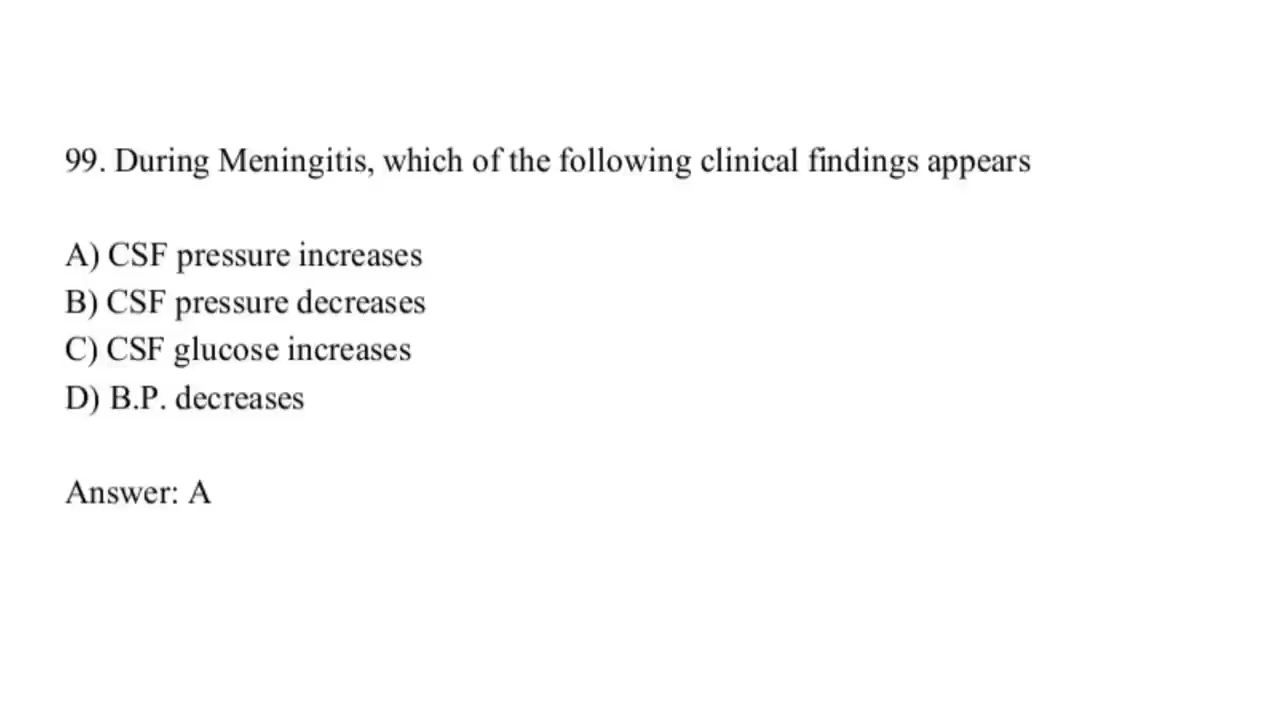 99. During Meningitis, which of the following clinical findings appears
A) CSF pressure increases
B) CSF pressure decreases
C) CSF glucose increases
D) B.P. decreases
Answer: A